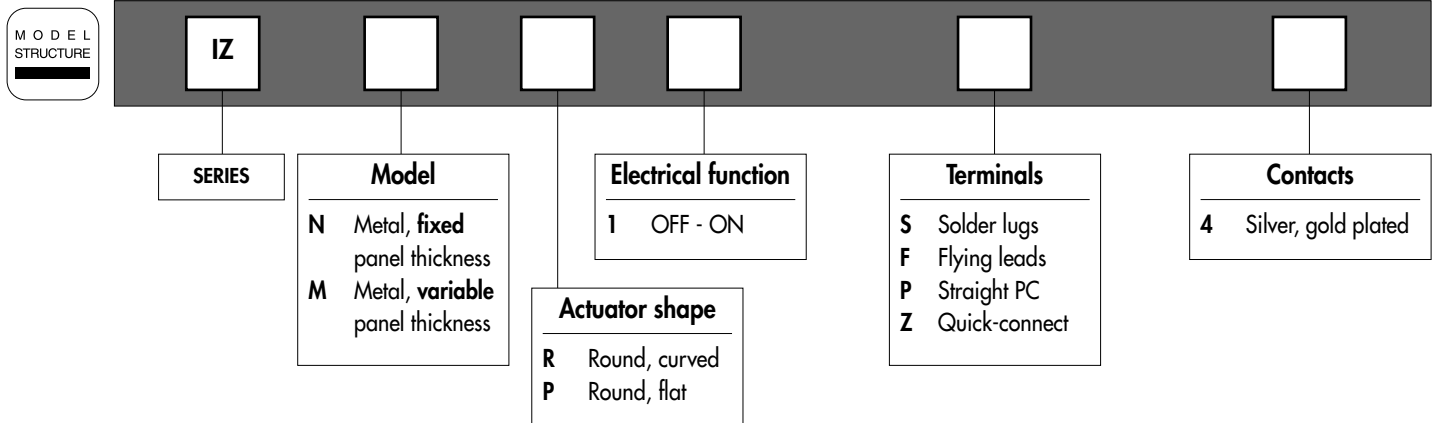 MODEL
STRUCTURE
IZ
SERIES
Model
N Metal, fixed
panel thickness
M Metal, variable
panel thickness
Actuator shape
R Round, curved
P Round, flat
Electrical function
1 OFF - ON
Terminals
S Solder lugs
F Flying leads
P Straight PC
Z Quick-connect
Contacts
4 Silver, gold plated